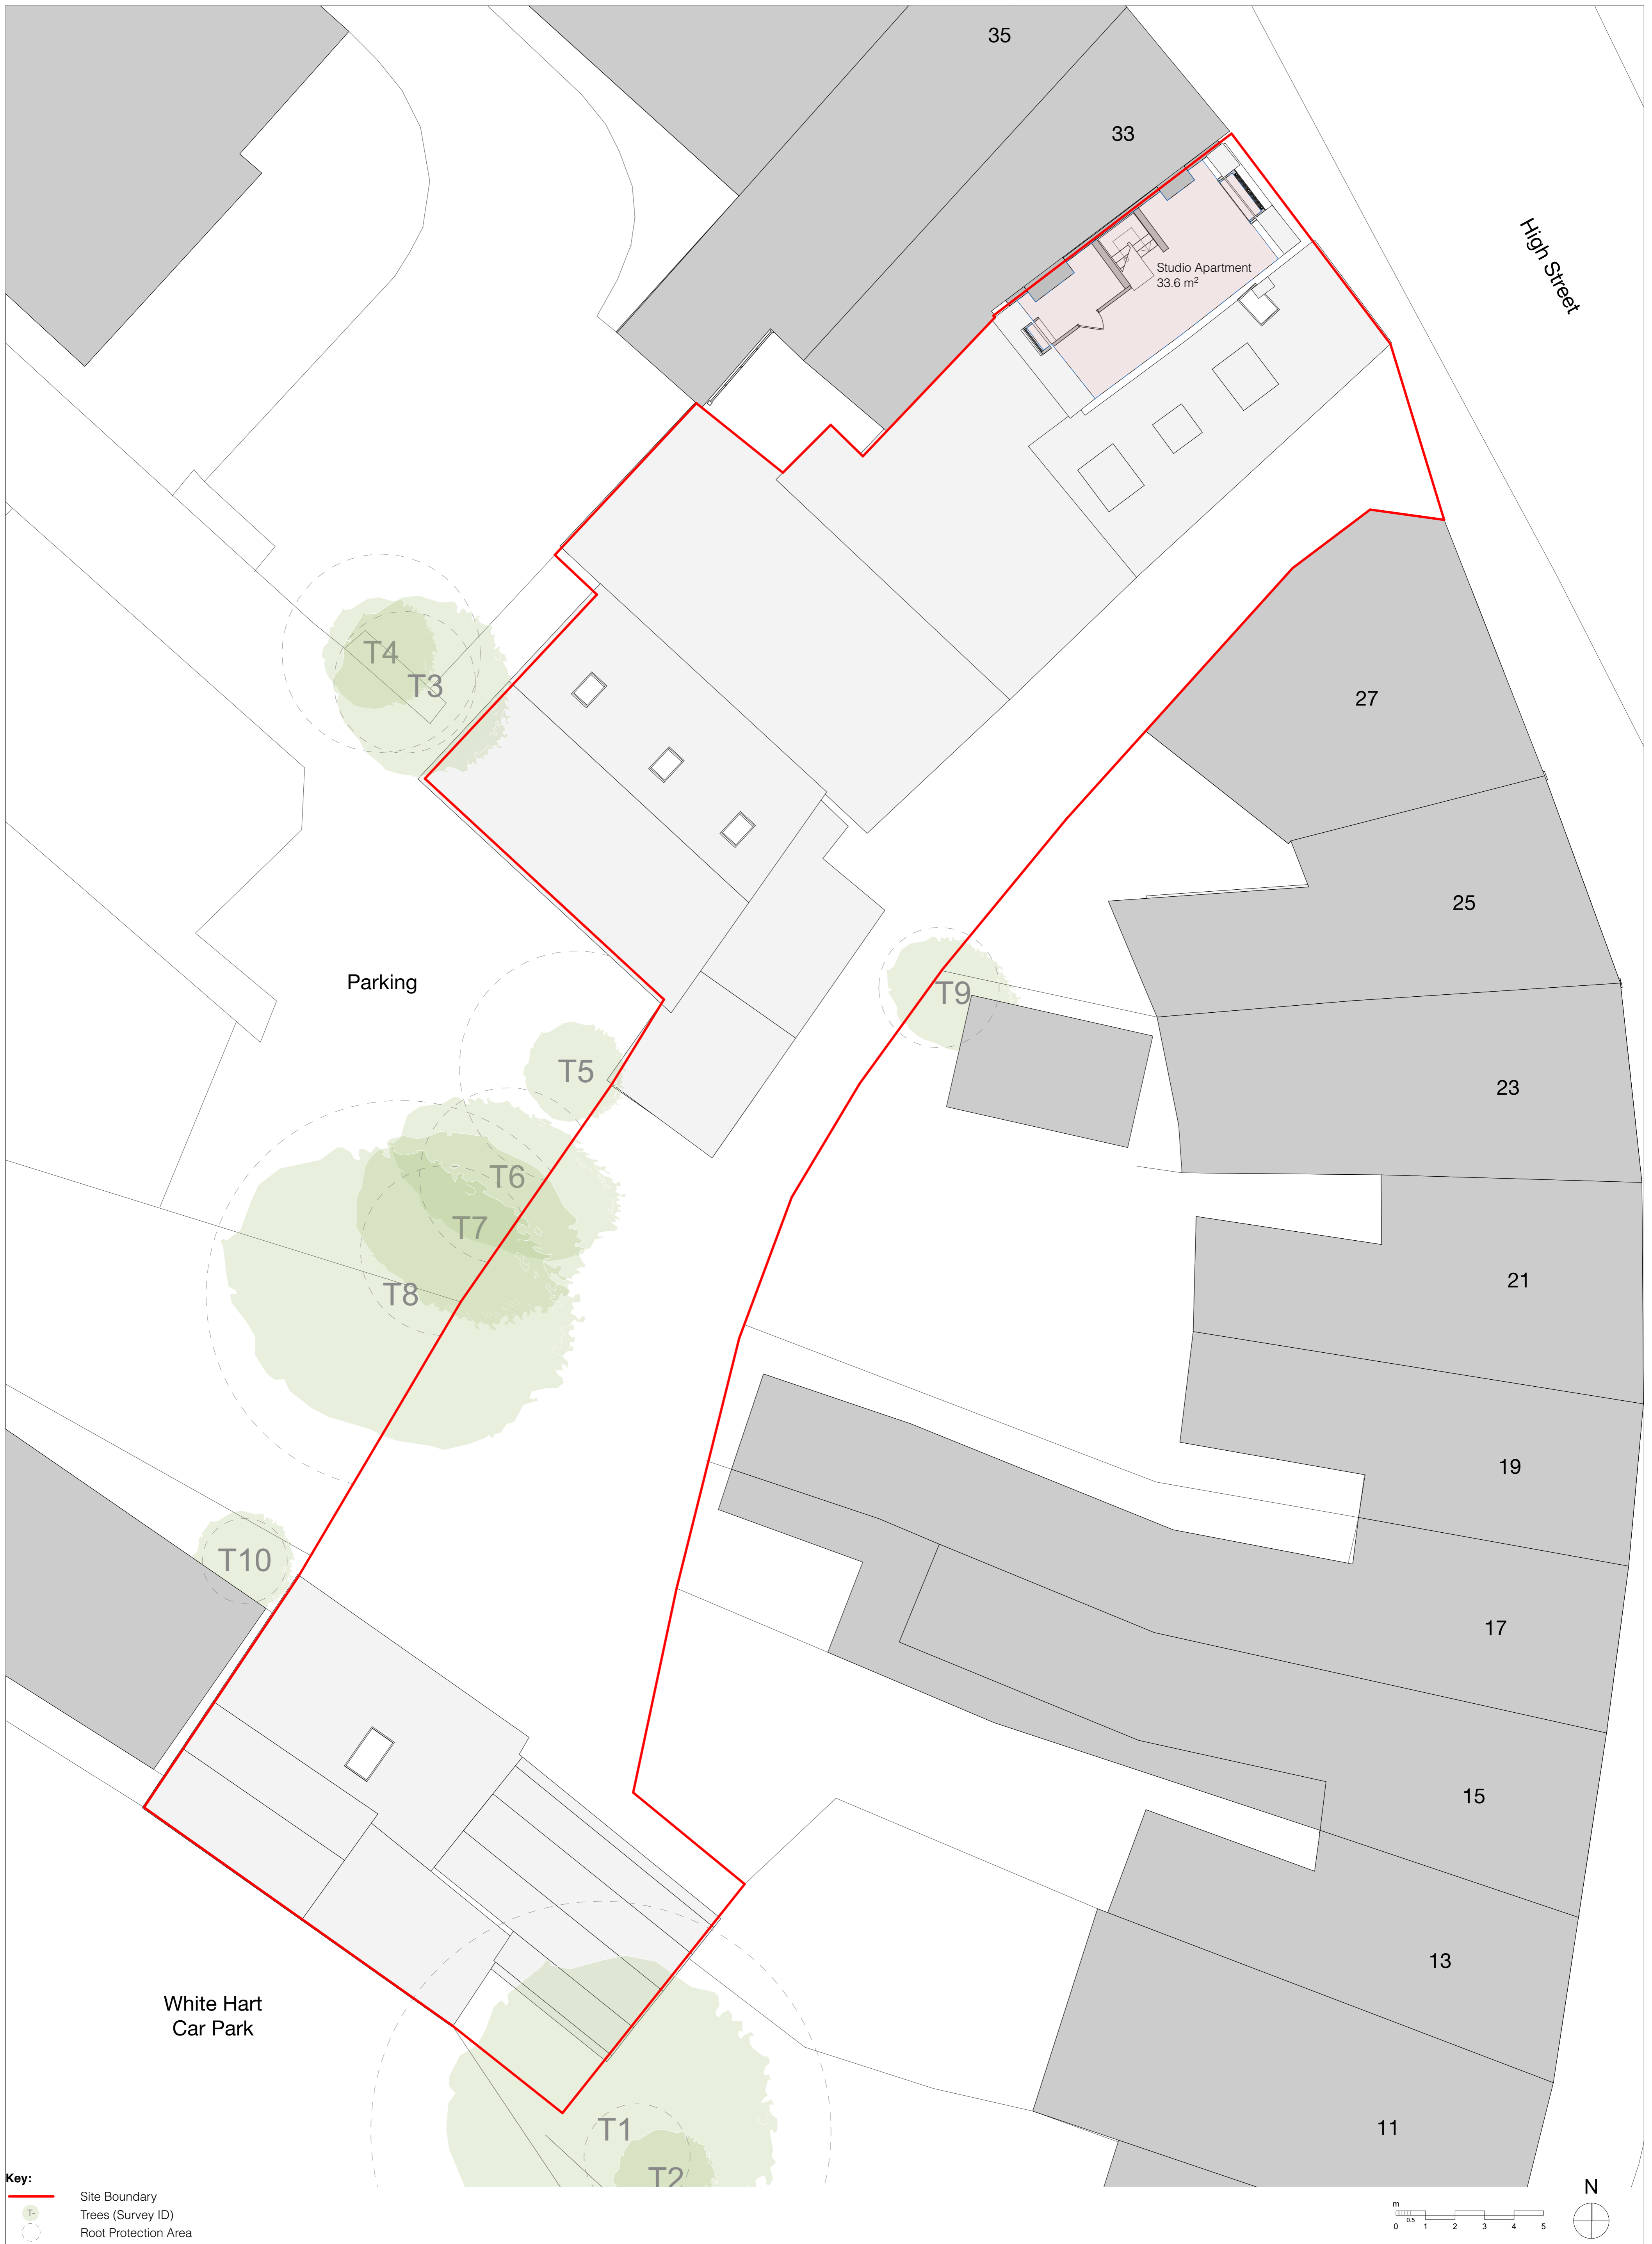 35
33
High Street
Studio Apartment
33.6 m²
27
T4
T3
25
Parking
T9
T5
23
T6
T7
21
T8
19
T10
17
15
13
White Hart
Car Park
T1
11
T2
Key:
Site Boundary
T-
Trees (Survey ID)
Root Protection Area
N
m
0 0.5 1 2 3 4 5